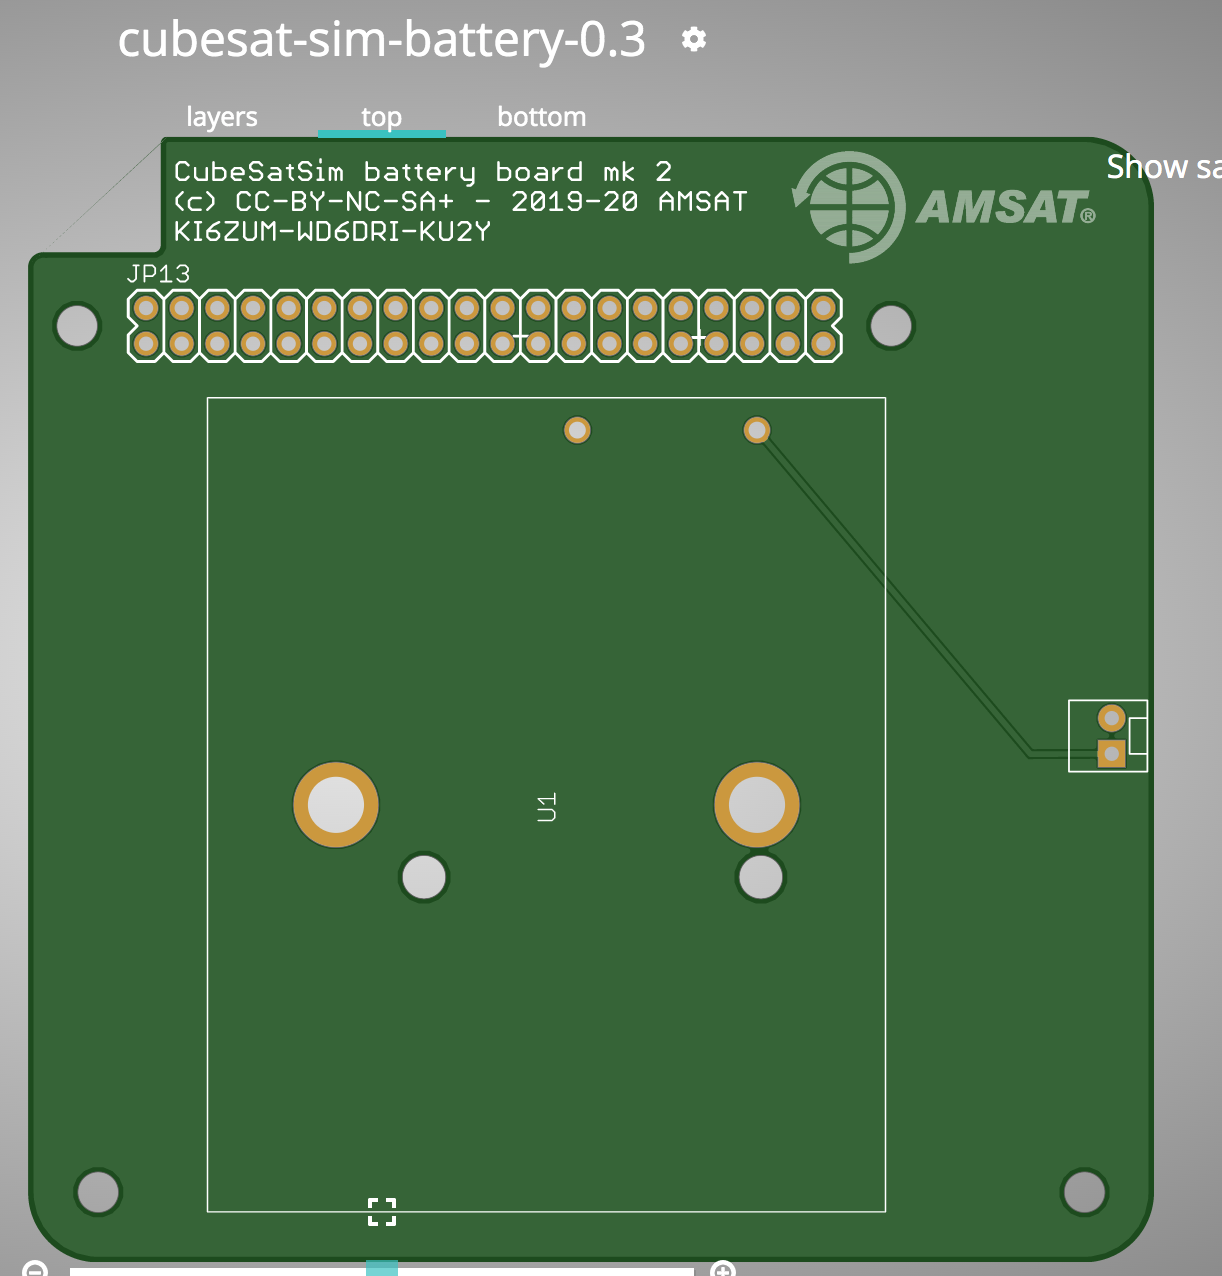 cubesat-sim-battery-0.3
layers top bottom
Show sa
CubeSatSim battery board mk 2
(c) CC-BY-NC-SA+ - 2019-20 AMSAT
KI6ZUM-WD6DRI-KU2Y
AMSAT®
JP13
- +
U1